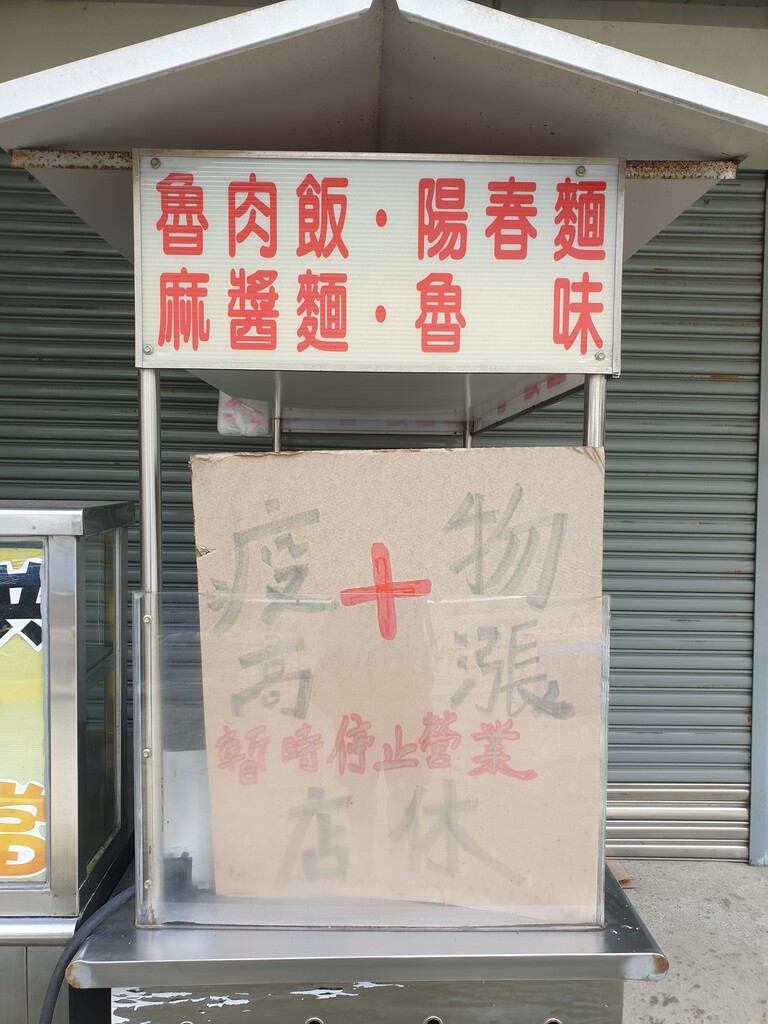 魯肉飯·陽春麵
麻醬麵·魯 味
疫 + 物
高 漲
暫時停止營業
店休